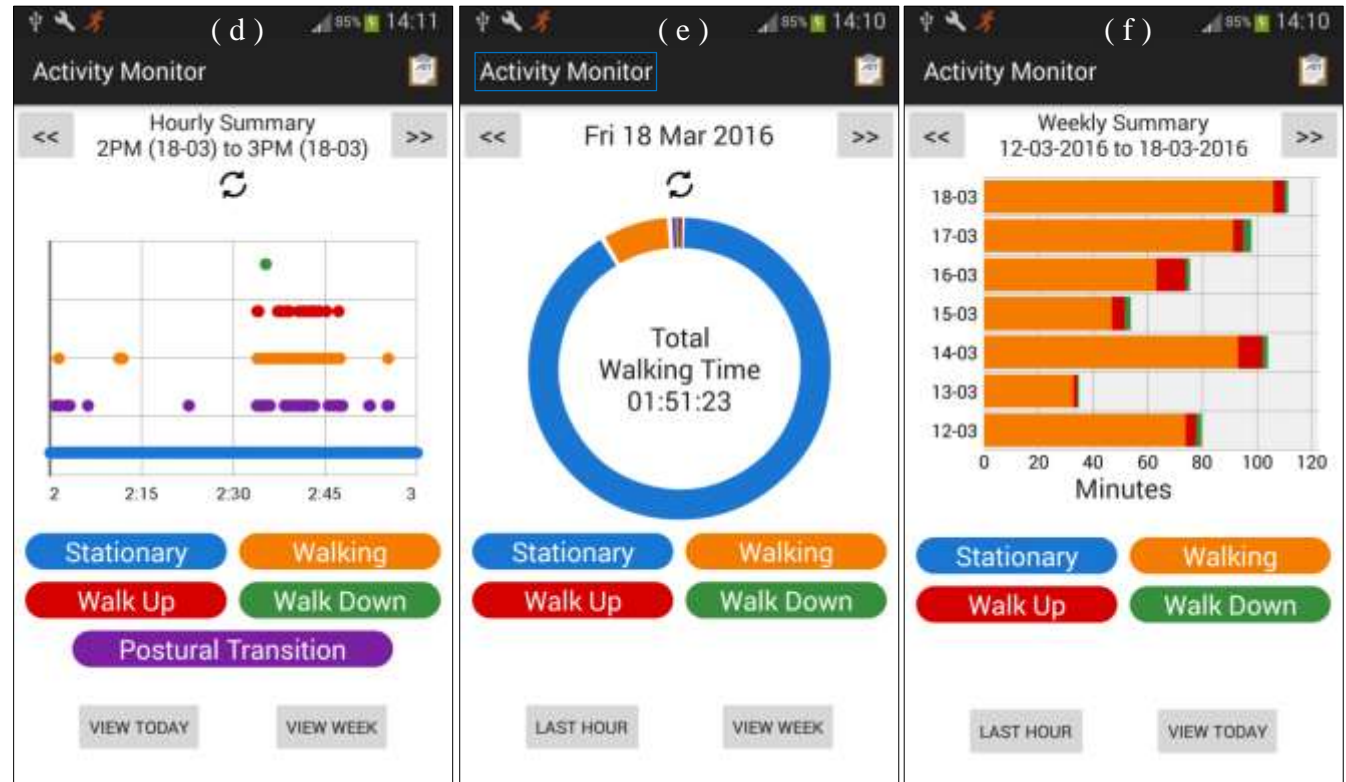 ( d )
85% 14:11
Activity Monitor
<<
Hourly Summary
2PM (18-03) to 3PM (18-03)
>>
2 2:15 2:30 2:45 3
Stationary Walking
Walk Up Walk Down
Postural Transition
VIEW TODAY VIEW WEEK
( e )
85% 14:10
Activity Monitor
<< Fri 18 Mar 2016 >>
Total
Walking Time
01:51:23
Stationary Walking
Walk Up Walk Down
LAST HOUR VIEW WEEK
( f )
85% 14:10
Activity Monitor
<<
Weekly Summary
12-03-2016 to 18-03-2016
>>
18-03
17-03
16-03
15-03
14-03
13-03
12-03
0 20 40 60 80 100 120
Minutes
Stationary Walking
Walk Up Walk Down
LAST HOUR VIEW TODAY